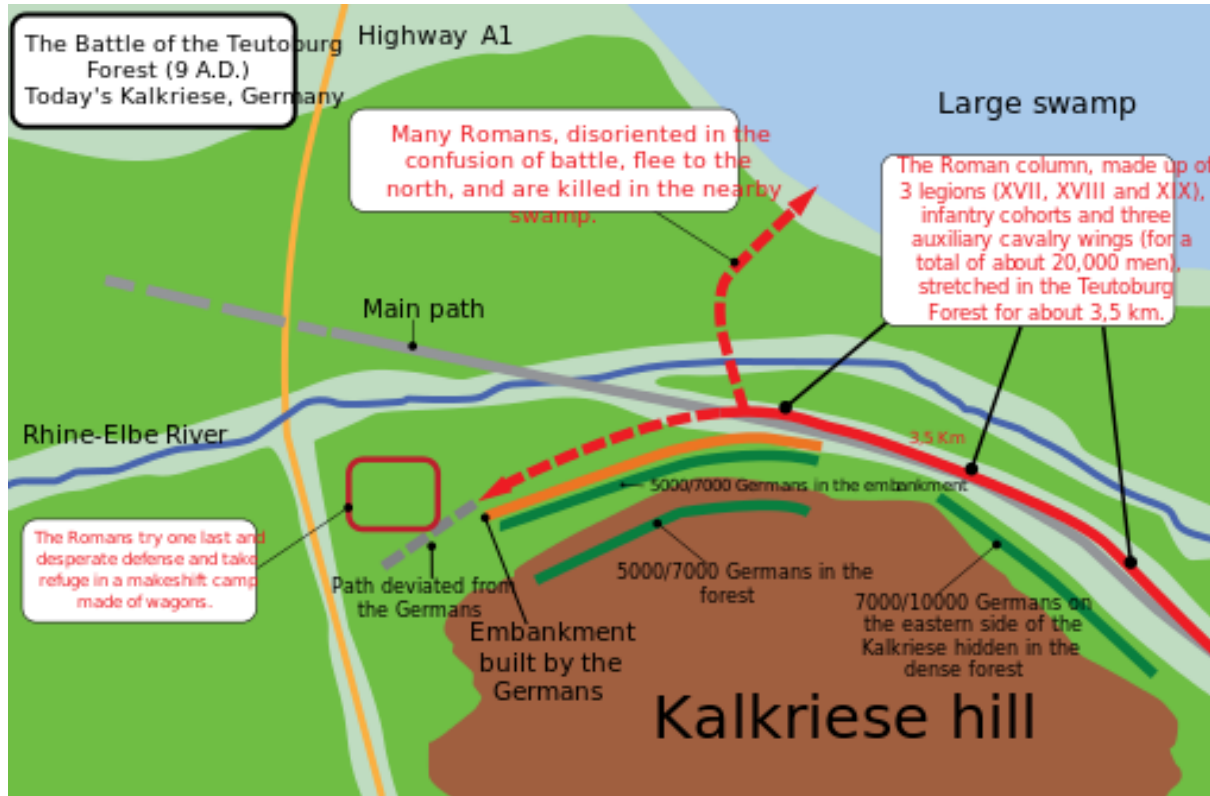 The Battle of the Teutoburg
Forest (9 A.D.)
Today's Kalkriese, Germany
Highway A1
Large swamp
Many Romans, disoriented in the
confusion of battle, flee to the
north, and are killed in the nearby
swamp.
The Roman column, made up of
3 legions (XVII, XVIII and XIX),
infantry cohorts and three
auxiliary cavalry wings (for a
total of about 20,000 men),
stretched in the Teutoburg
Forest for about 3,5 km.
Main path
Rhine-Elbe River
3,5 Km
5000/7000 Germans in the embankment
The Romans try one last and
desperate defense and take
refuge in a makeshift camp
made of wagons.
Path deviated from
the Germans
5000/7000 Germans in the
forest
7000/10000 Germans on
the eastern side of the
Kalkriese hidden in the
dense forest
Embankment
built by the
Germans
Kalkriese hill